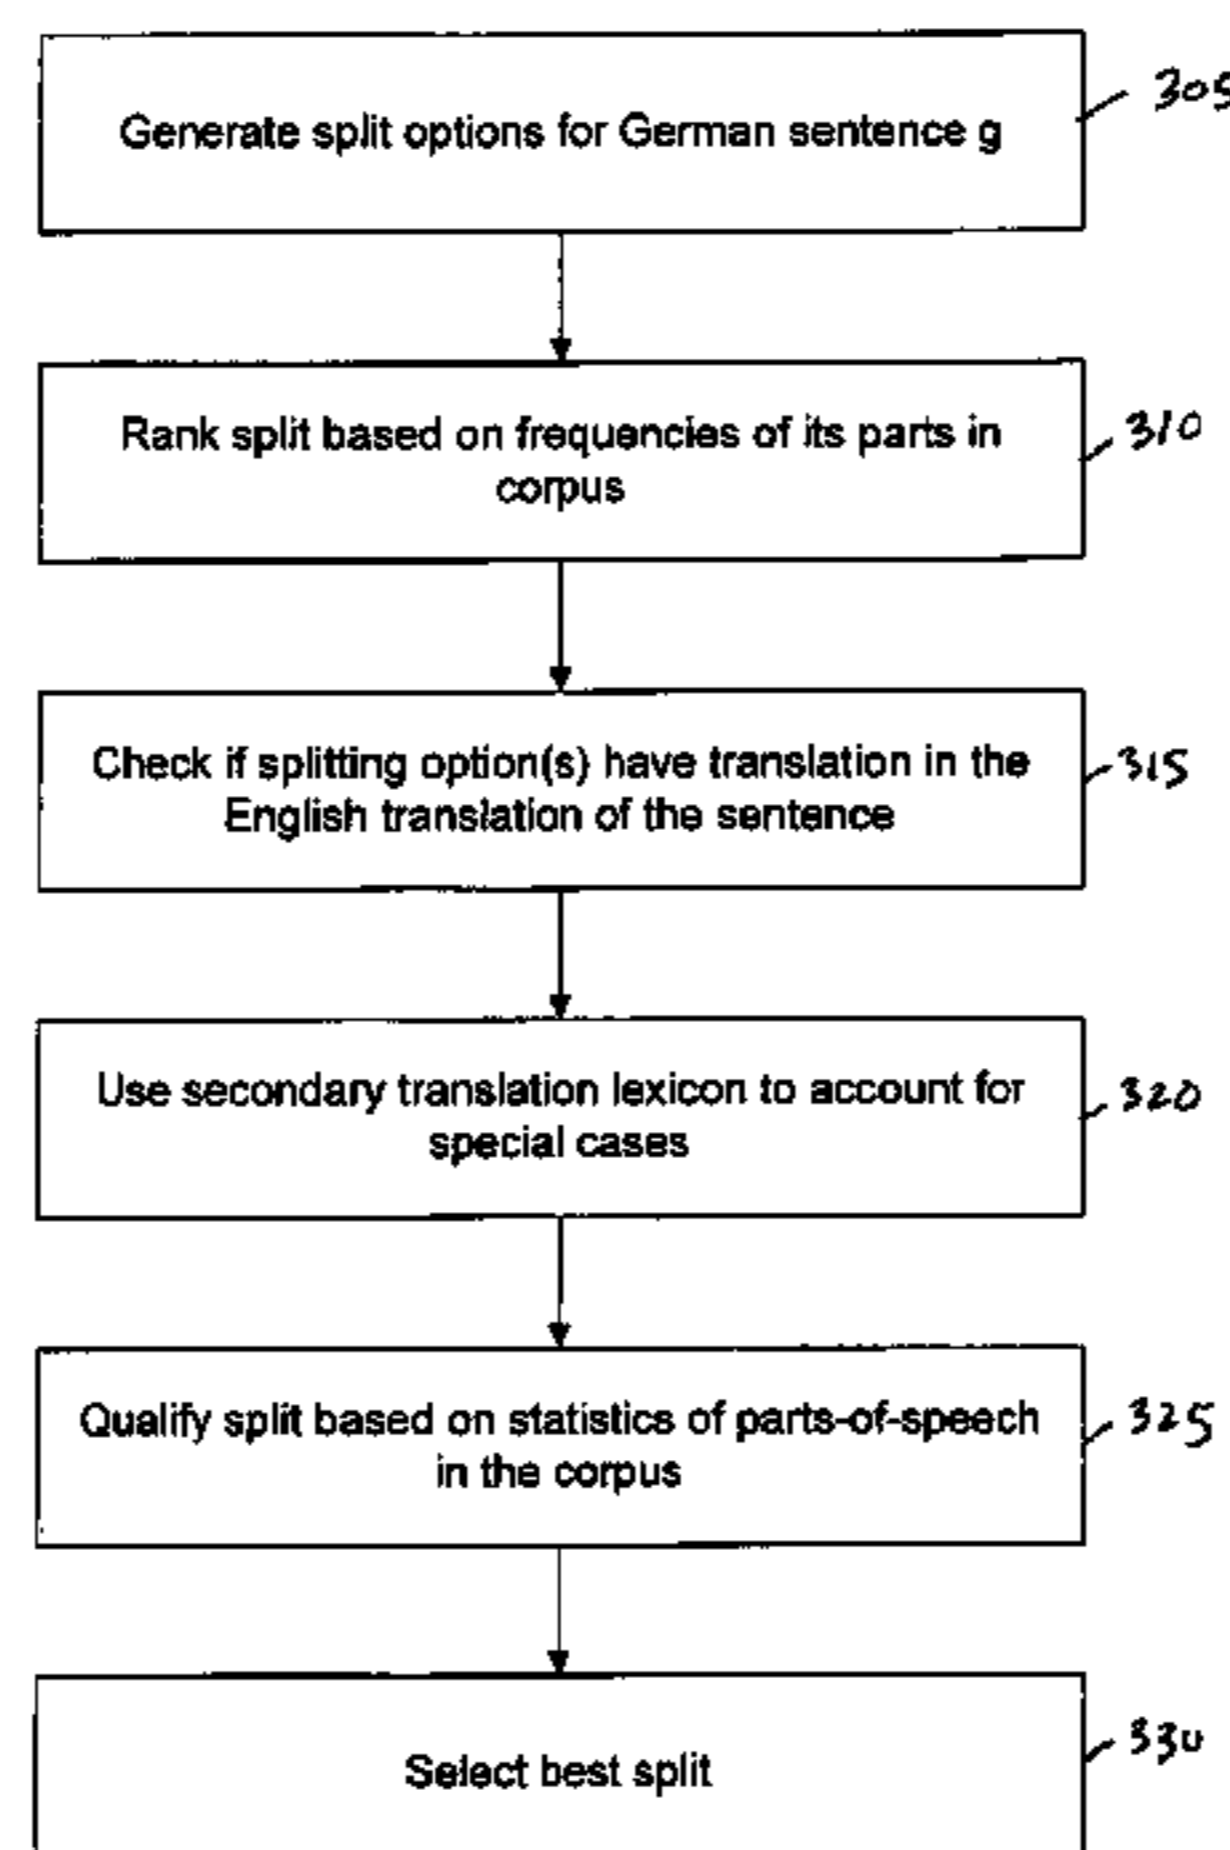 Generate split options for German sentence g
305
Rank split based on frequencies of its parts in
corpus
310
Check if splitting option(s) have translation in the
English translation of the sentence
315
Use secondary translation lexicon to account for
special cases
320
Qualify split based on statistics of parts-of-speech
in the corpus
325
Select best split
330